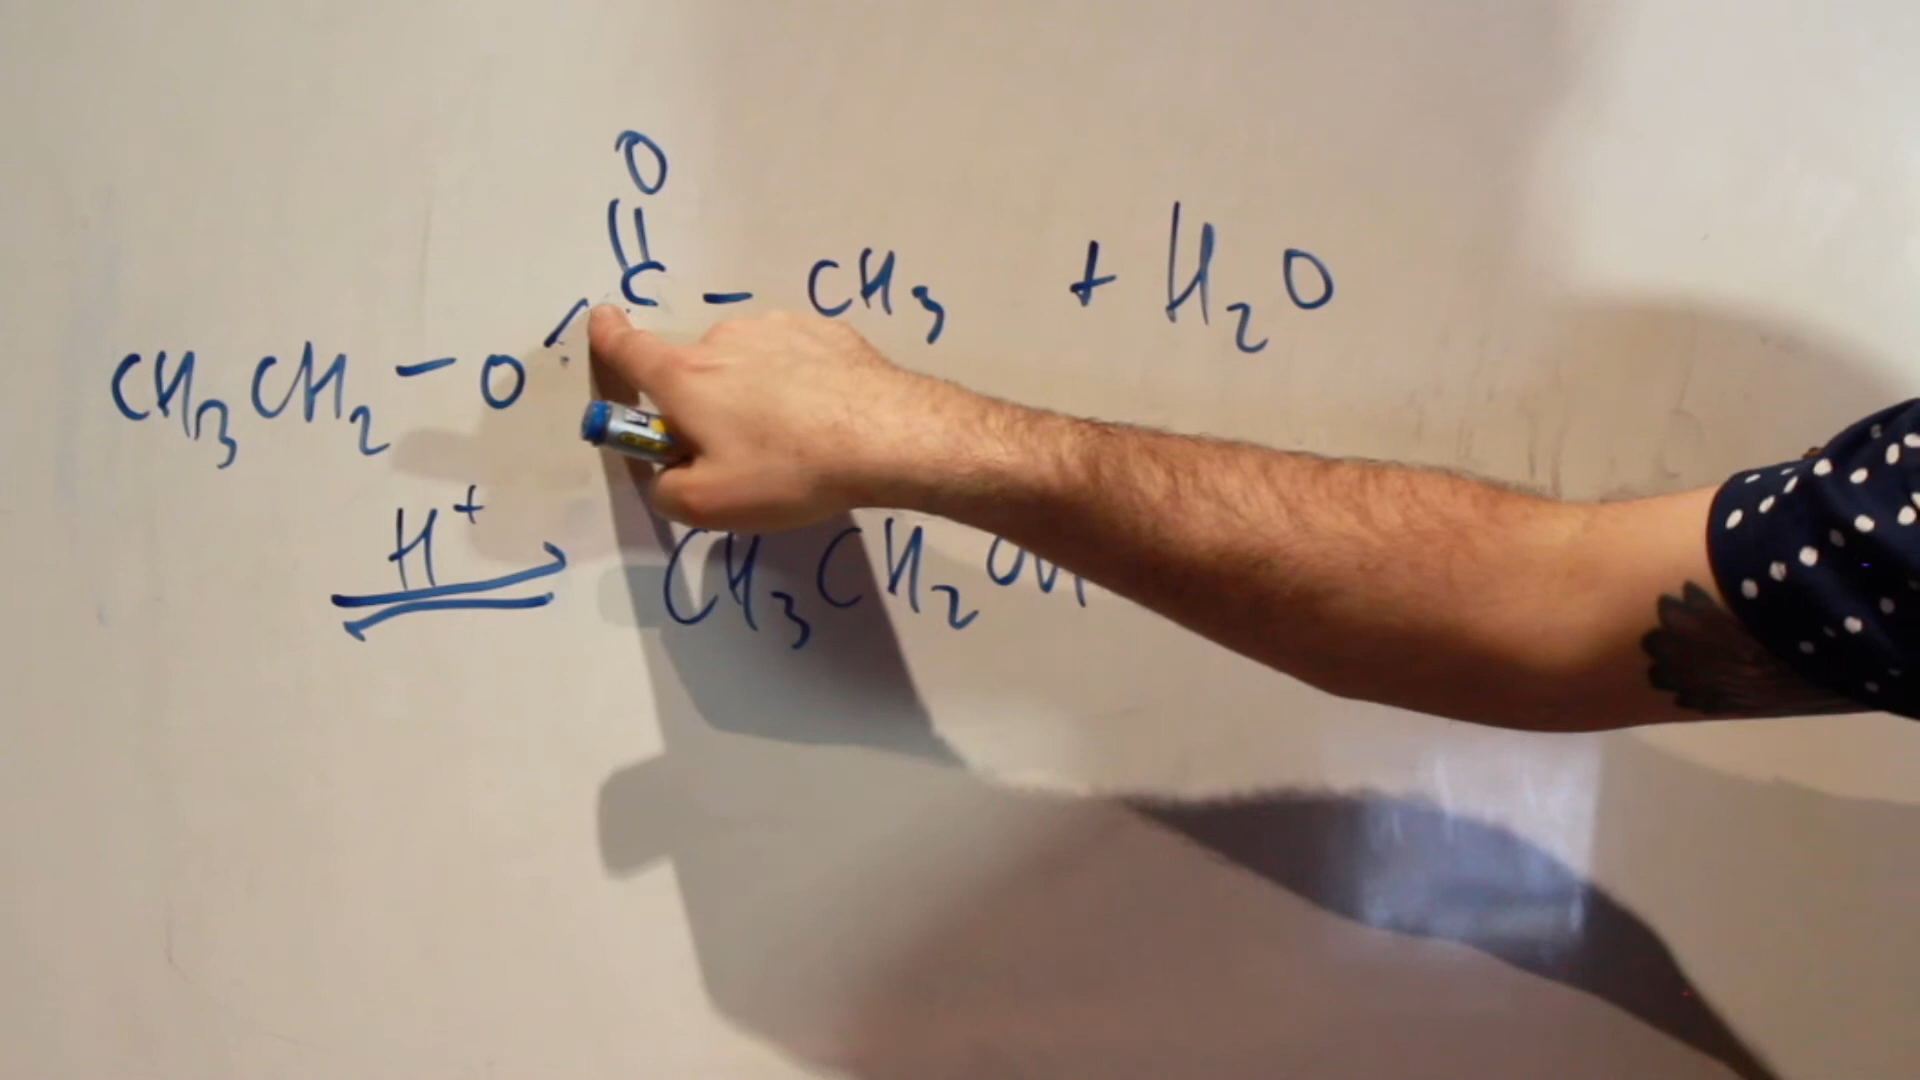 O
||
C - CH3 + H2O
CH3CH2 - O /
H+
⇌ CH3CH2OH